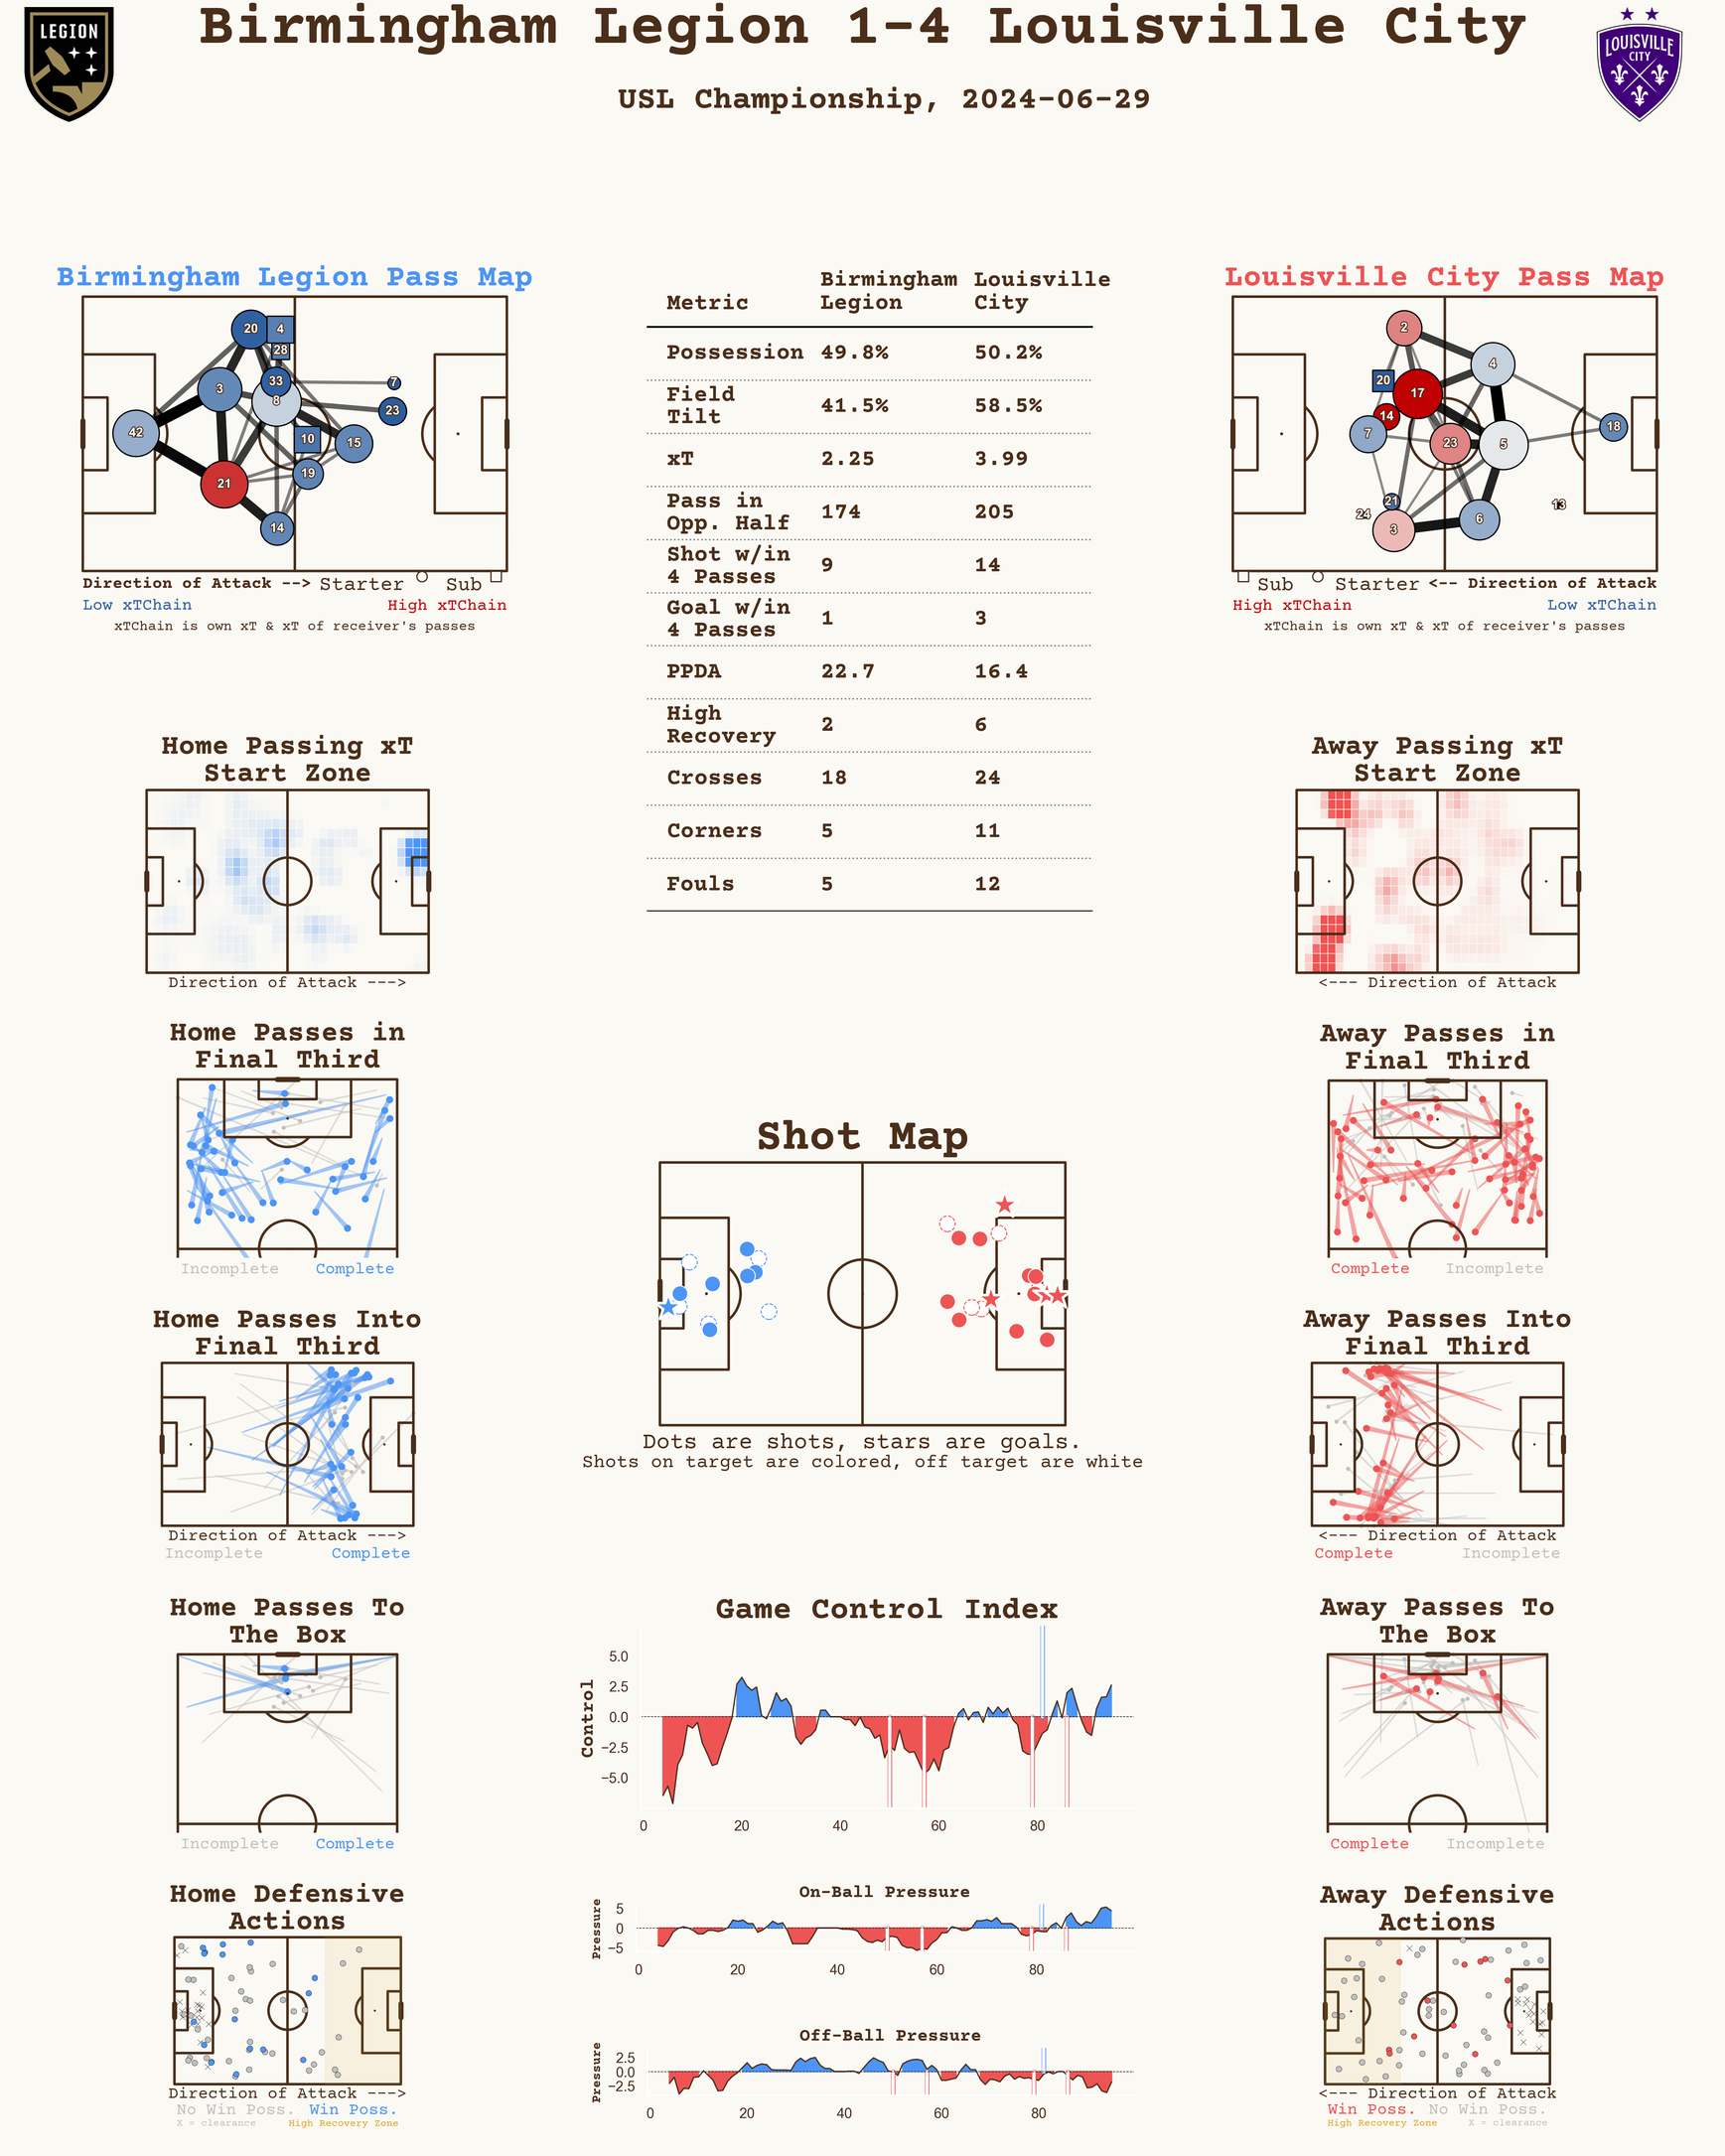 Birmingham Legion 1-4 Louisville City
USL Championship, 2024-06-29
LEGION
LOUISVILLE
CITY
Birmingham Legion Pass Map
20
4
28
33
7
3
8
23
42
10
15
19
21
14
Direction of Attack --> Starter Sub
Low xTChain High xTChain
xTChain is own xT & xT of receiver's passes
Metric Birmingham Legion Louisville City
Possession 49.8% 50.2%
Field Tilt 41.5% 58.5%
xT 2.25 3.99
Pass in Opp. Half 174 205
Shot w/in 4 Passes 9 14
Goal w/in 4 Passes 1 3
PPDA 22.7 16.4
High Recovery 2 6
Crosses 18 24
Corners 5 11
Fouls 5 12
Louisville City Pass Map
2
4
20
17
14
7
23
5
18
21
24
3
6
13
Sub Starter <-- Direction of Attack
High xTChain Low xTChain
xTChain is own xT & xT of receiver's passes
Home Passing xT
Start Zone
Direction of Attack --->
Away Passing xT
Start Zone
<--- Direction of Attack
Home Passes in
Final Third
Incomplete Complete
Away Passes in
Final Third
Complete Incomplete
Shot Map
Dots are shots, stars are goals.
Shots on target are colored, off target are white
Home Passes Into
Final Third
Direction of Attack --->
Incomplete Complete
Away Passes Into
Final Third
<--- Direction of Attack
Complete Incomplete
Home Passes To
The Box
Incomplete Complete
Game Control Index
Control
5.0
2.5
0.0
−2.5
−5.0
0 20 40 60 80
Away Passes To
The Box
Complete Incomplete
Home Defensive
Actions
Direction of Attack --->
No Win Poss. Win Poss.
X = clearance High Recovery Zone
On-Ball Pressure
Pressure
5
0
−5
0 20 40 60 80
Off-Ball Pressure
Pressure
2.5
0.0
−2.5
0 20 40 60 80
Away Defensive
Actions
<--- Direction of Attack
Win Poss. No Win Poss.
High Recovery Zone X = clearance